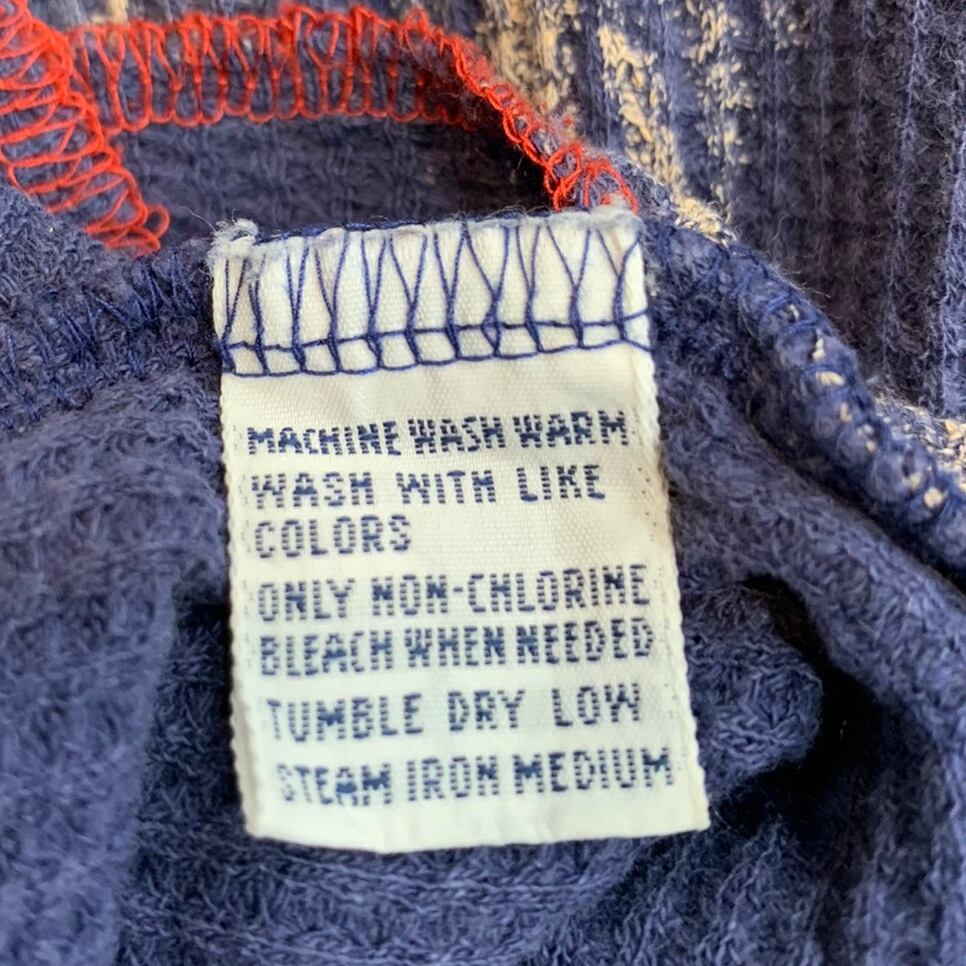 MACHINE WASH WARM
WASH WITH LIKE
COLORS
ONLY NON-CHLORINE
BLEACH WHEN NEEDED
TUMBLE DRY LOW
STEAM IRON MEDIUM